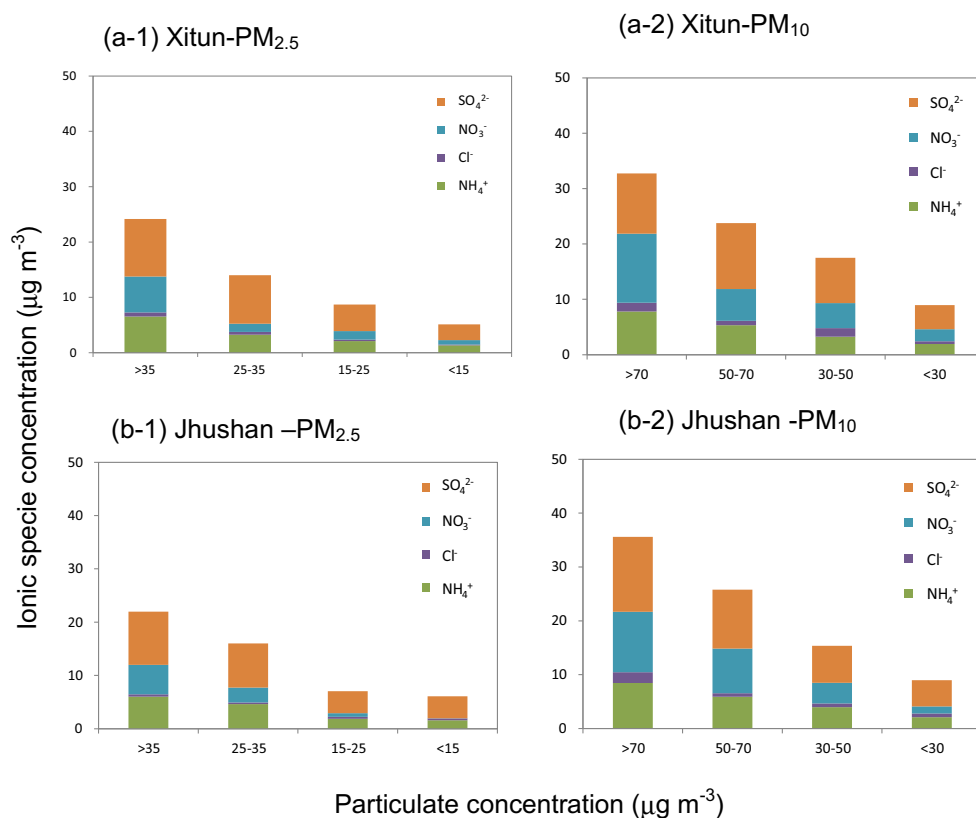 (a-1) Xitun-PM₂.₅
50
40
30
20
10
0
SO₄²⁻
NO₃⁻
Cl⁻
NH₄⁺
>35 25-35 15-25 <15
(a-2) Xitun-PM₁₀
50
40
30
20
10
0
SO₄²⁻
NO₃⁻
Cl⁻
NH₄⁺
>70 50-70 30-50 <30
(b-1) Jhushan –PM₂.₅
50
40
30
20
10
0
SO₄²⁻
NO₃⁻
Cl⁻
NH₄⁺
>35 25-35 15-25 <15
(b-2) Jhushan -PM₁₀
50
40
30
20
10
0
SO₄²⁻
NO₃⁻
Cl⁻
NH₄⁺
>70 50-70 30-50 <30
Ionic specie concentration (μg m⁻³)
Particulate concentration (μg m⁻³)